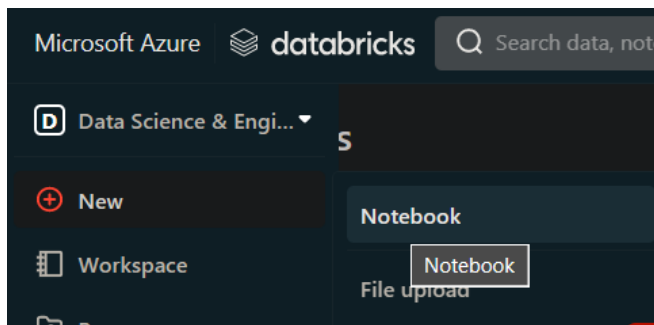 Microsoft Azure databricks Search data, not
D Data Science & Engi...
s
New
Notebook
Workspace
Notebook
File upload